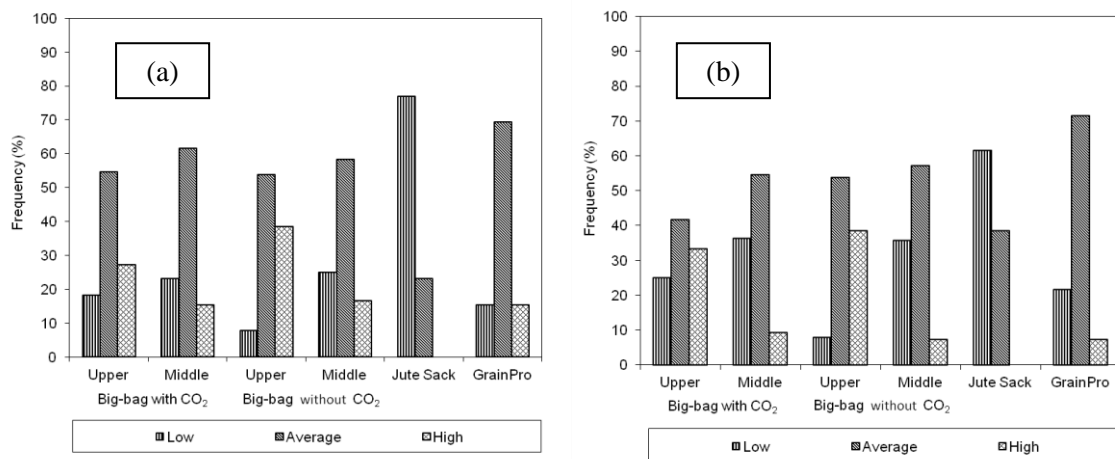 (a)
100
90
80
70
60
50
40
30
20
10
0
Frequency (%)
Upper Middle Upper Middle Jute Sack GrainPro
Big-bag with CO₂ Big-bag without CO₂
Low Average High
(b)
100
90
80
70
60
50
40
30
20
10
0
Frequency (%)
Upper Middle Upper Middle Jute Sack GrainPro
Big-bag with CO₂ Big-bag without CO₂
Low Average High